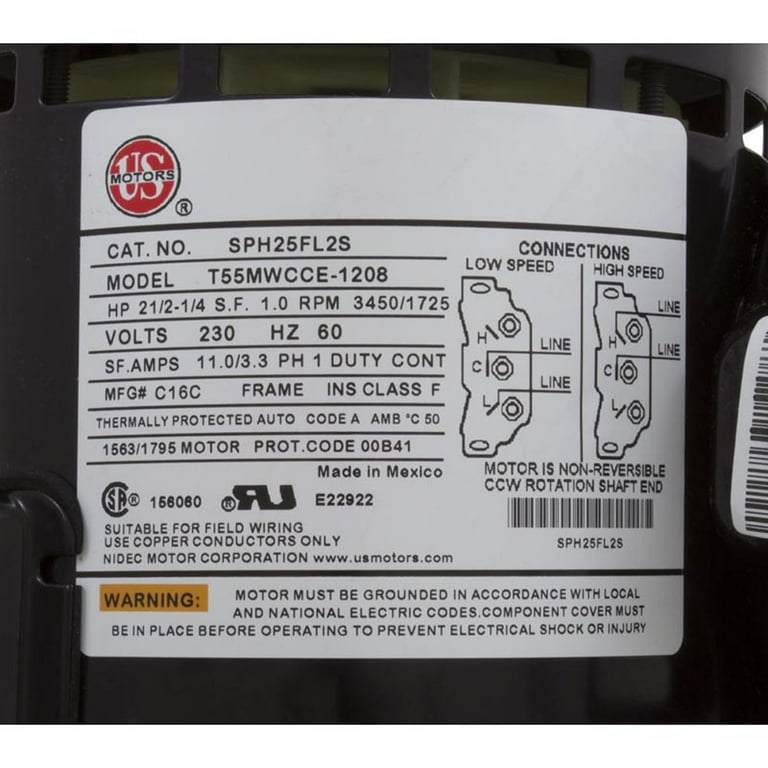 US
MOTORS
®
CAT. NO. SPH25FL2S
MODEL T55MWCCE-1208
HP 21/2-1/4 S.F. 1.0 RPM 3450/1725
VOLTS 230 HZ 60
SF.AMPS 11.0/3.3 PH 1 DUTY CONT
MFG# C16C FRAME INS CLASS F
THERMALLY PROTECTED AUTO CODE A AMB °C 50
1563/1795 MOTOR PROT.CODE 00B41
Made in Mexico
SA® 156060 ®RU E22922
SUITABLE FOR FIELD WIRING
USE COPPER CONDUCTORS ONLY
NIDEC MOTOR CORPORATION www.usmotors.com
CONNECTIONS
LOW SPEED
H
C LINE
L LINE
HIGH SPEED
LINE
H
LINE
C
L
MOTOR IS NON-REVERSIBLE
CCW ROTATION SHAFT END
SPH25FL2S
WARNING: MOTOR MUST BE GROUNDED IN ACCORDANCE WITH LOCAL
AND NATIONAL ELECTRIC CODES.COMPONENT COVER MUST
BE IN PLACE BEFORE OPERATING TO PREVENT ELECTRICAL SHOCK OR INJURY